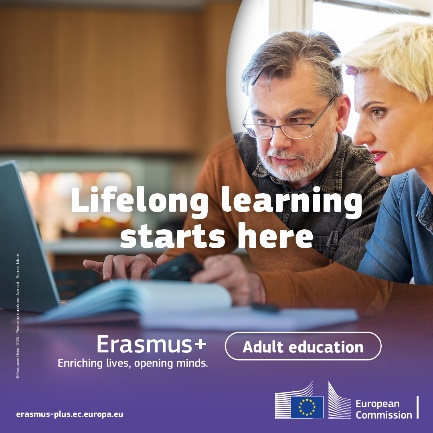 Lifelong learning
starts here
Erasmus+
Enriching lives, opening minds.
Adult education
erasmus-plus.ec.europa.eu
European
Commission